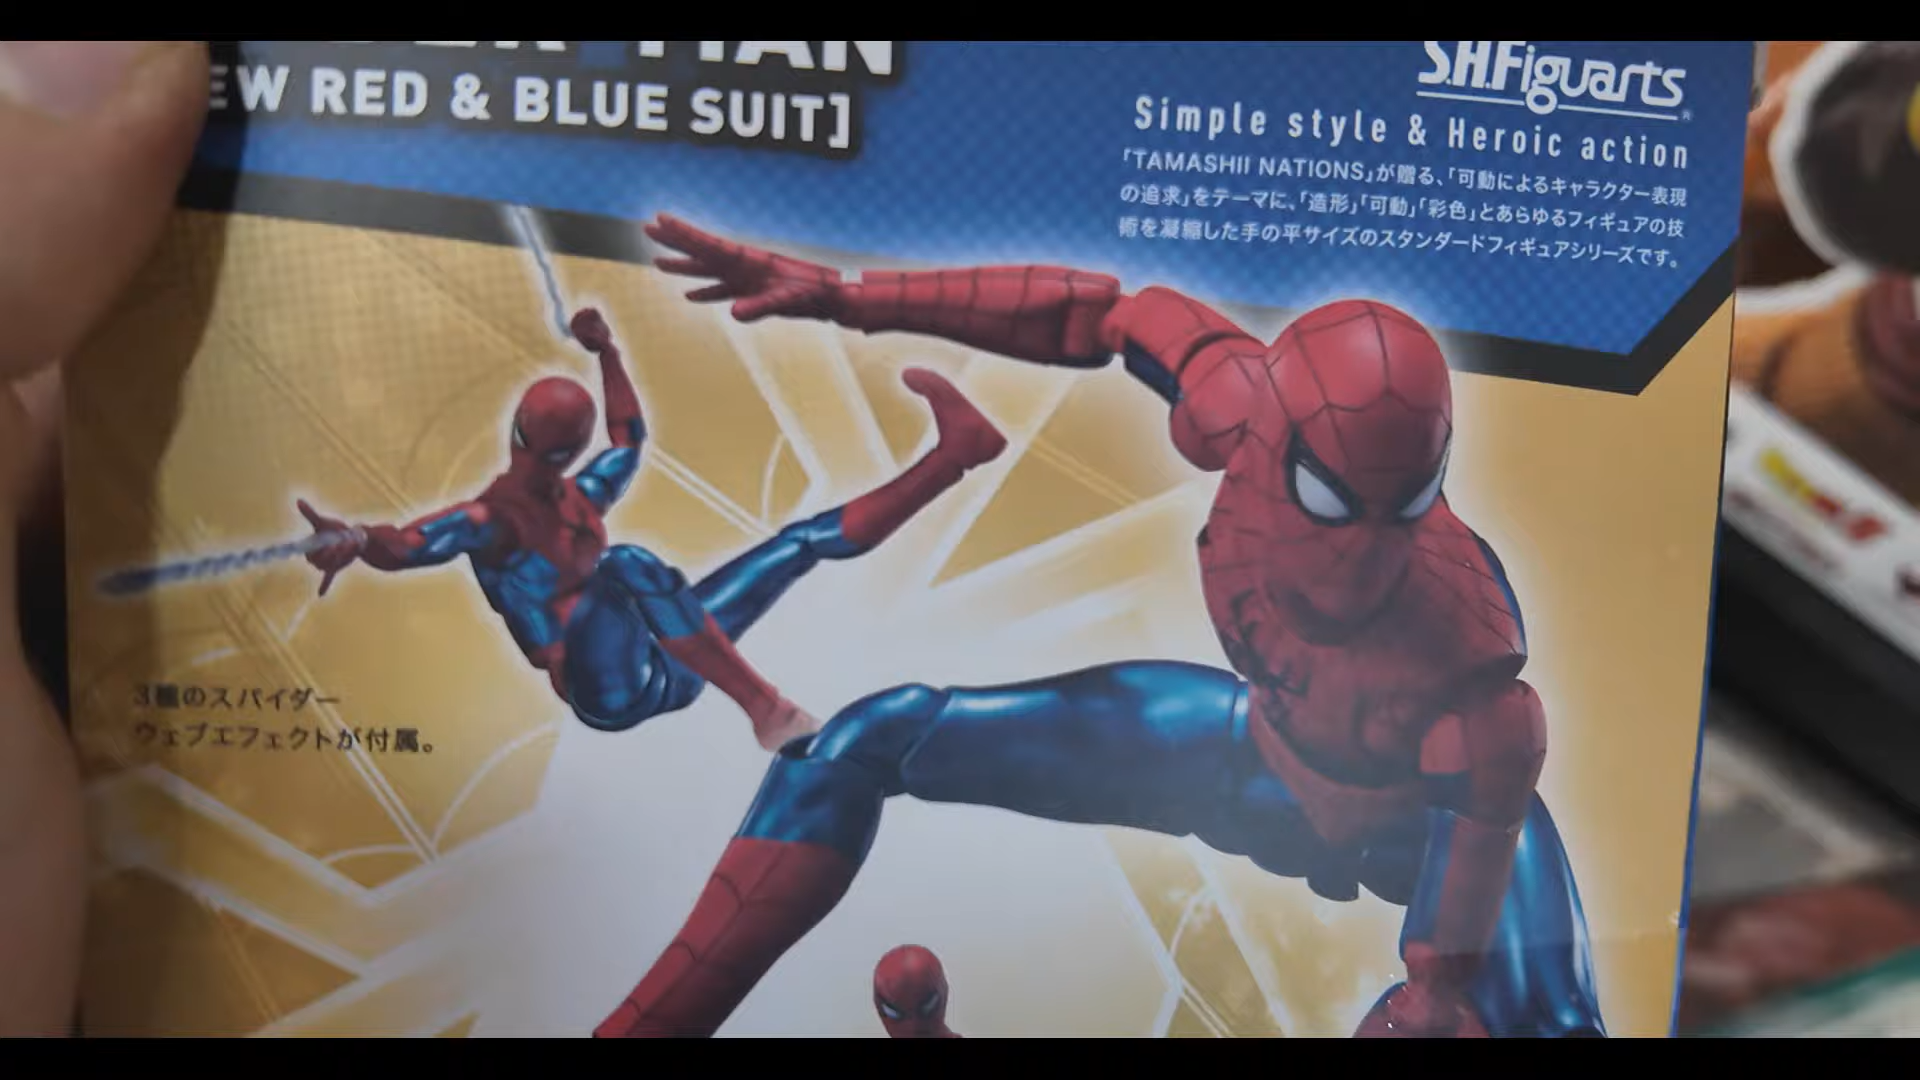 MAN
EW RED & BLUE SUIT]
S.H.Figuarts
Simple style & Heroic action
「TAMASHII NATIONS」が贈る、「可動によるキャラクター表現
の追求」をテーマに、「造形」「可動」「彩色」とあらゆるフィギュアの技
術を凝縮した手の平サイズのスタンダードフィギュアシリーズです。
3種のスパイダー
ウェブエフェクトが付属。